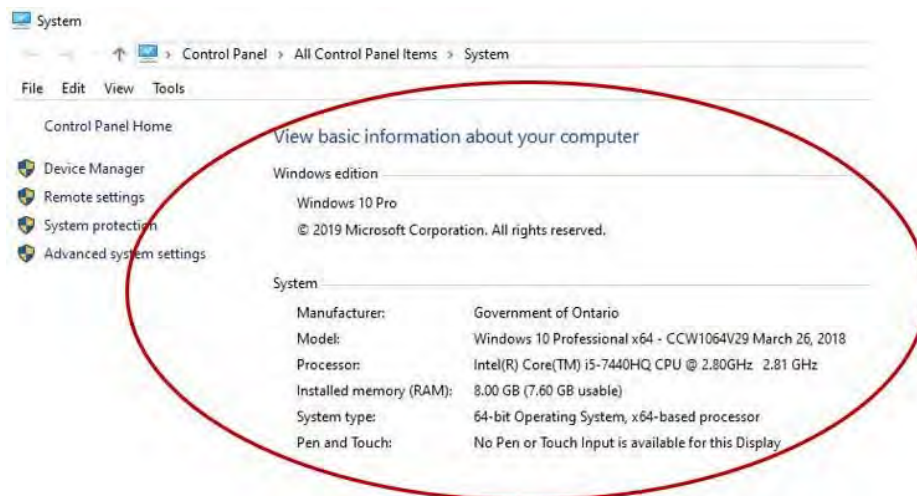 System
Control Panel > All Control Panel Items > System
File Edit View Tools
Control Panel Home
Device Manager
Remote settings
System protection
Advanced system settings
View basic information about your computer
Windows edition
Windows 10 Pro
© 2019 Microsoft Corporation. All rights reserved.
System
Manufacturer: Government of Ontario
Model: Windows 10 Professional x64 - CCW1064V29 March 26, 2018
Processor: Intel(R) Core(TM) i5-7440HQ CPU @ 2.80GHz 2.81 GHz
Installed memory (RAM): 8.00 GB (7.60 GB usable)
System type: 64-bit Operating System, x64-based processor
Pen and Touch: No Pen or Touch Input is available for this Display